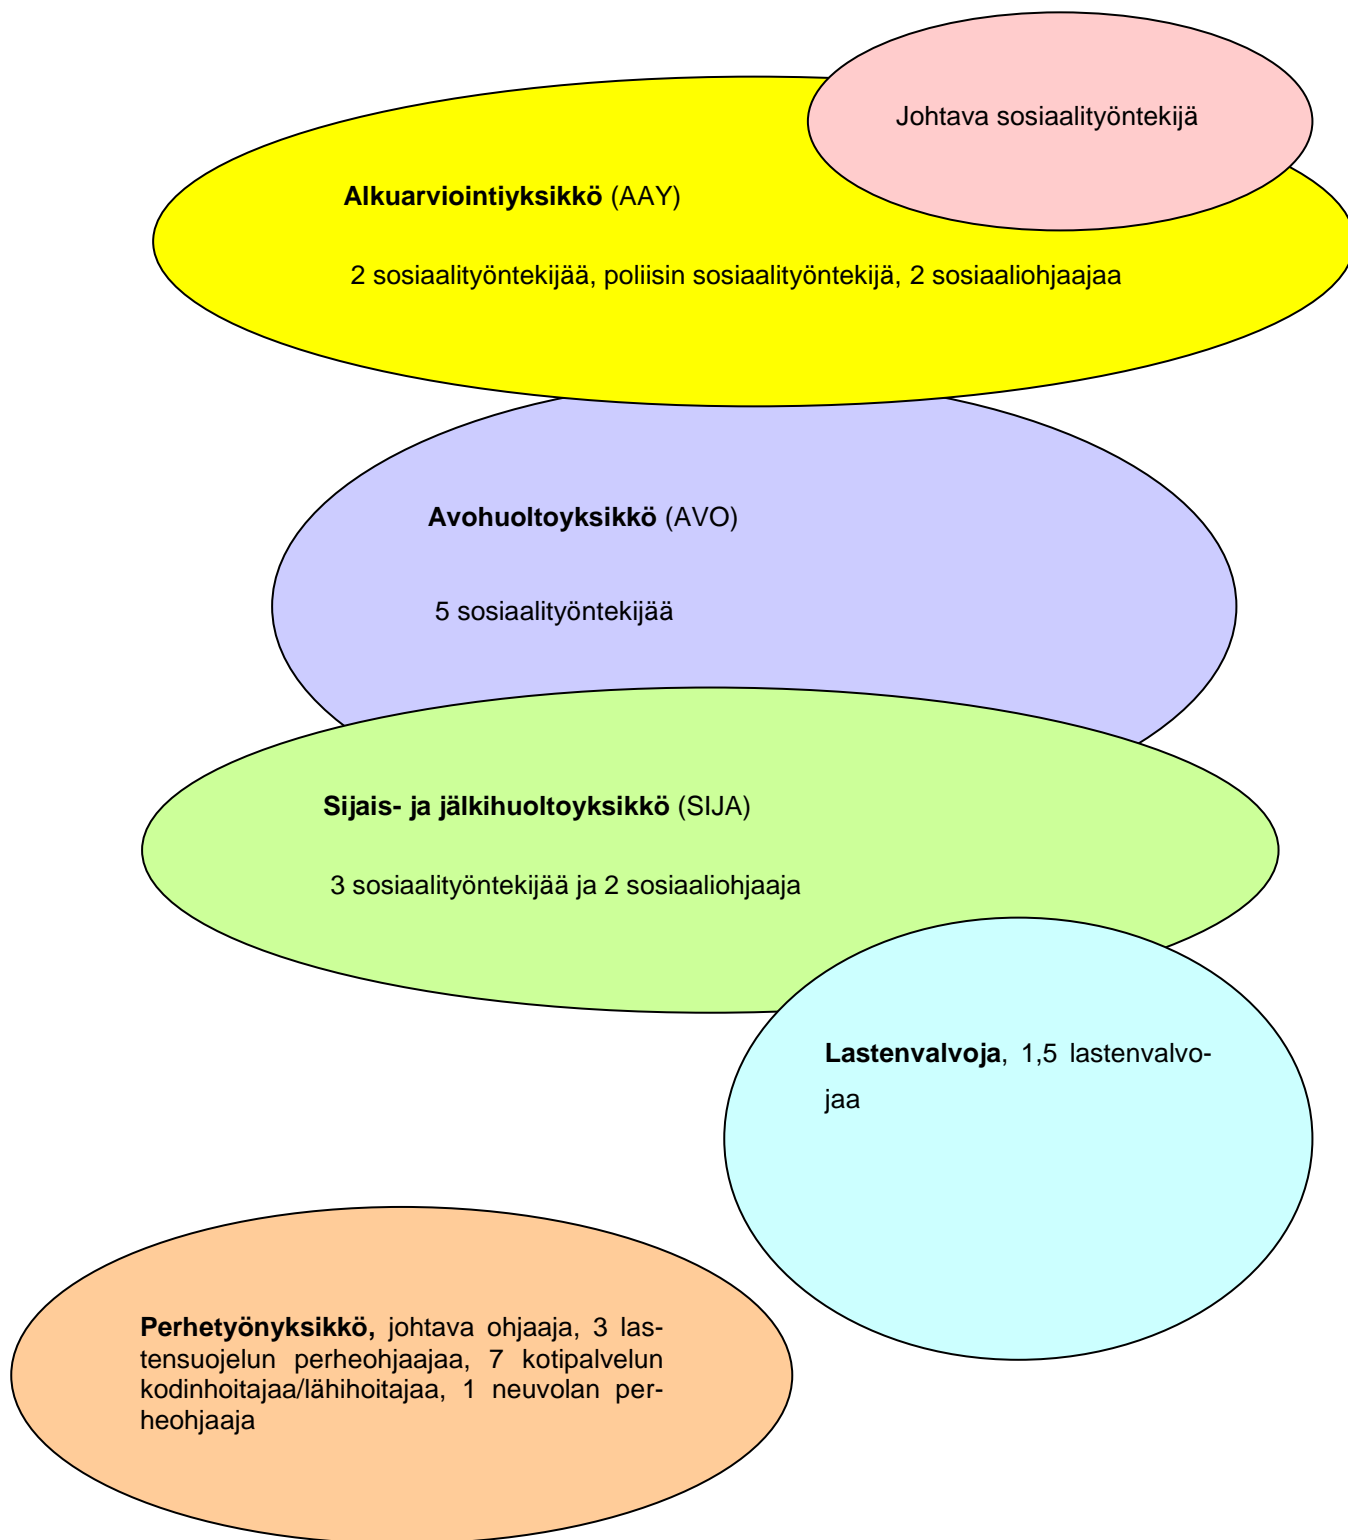 Johtava sosiaalityöntekijä
Alkuarviointiyksikkö (AAY)
2 sosiaalityöntekijää, poliisin sosiaalityöntekijä, 2 sosiaaliohjaajaa
Avohuoltoyksikkö (AVO)
5 sosiaalityöntekijää
Sijais- ja jälkihuoltoyksikkö (SIJA)
3 sosiaalityöntekijää ja 2 sosiaaliohjaaja
Lastenvalvoja, 1,5 lastenvalvo-
jaa
Perhetyönyksikkö, johtava ohjaaja, 3 las-
tensuojelun perheohjaajaa, 7 kotipalvelun
kodinhoitajaa/lähihoitajaa, 1 neuvolan per-
heohjaaja